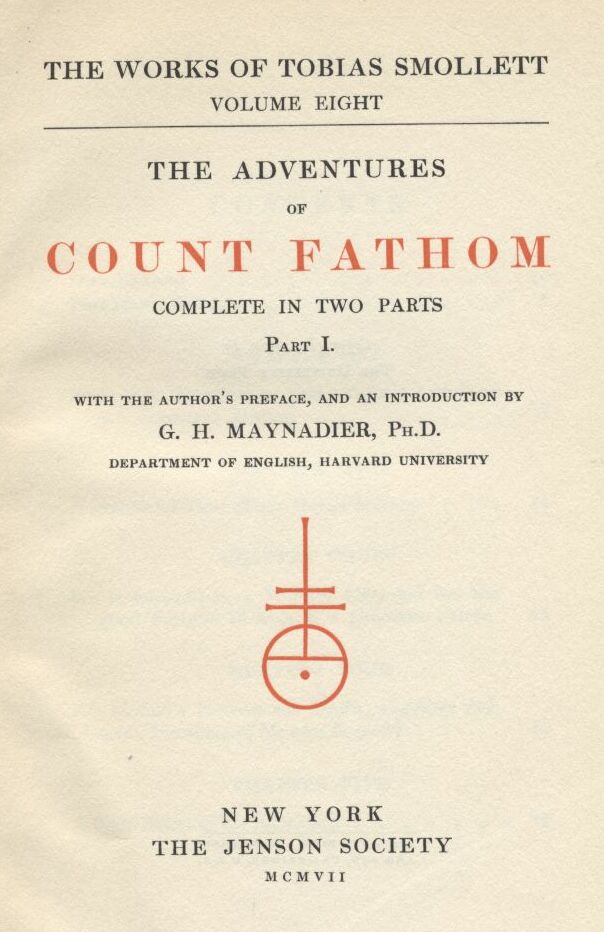 THE WORKS OF TOBIAS SMOLLETT
VOLUME EIGHT
THE ADVENTURES
OF
COUNT FATHOM
COMPLETE IN TWO PARTS
PART I.
WITH THE AUTHOR'S PREFACE, AND AN INTRODUCTION BY
G. H. MAYNADIER, PH.D.
DEPARTMENT OF ENGLISH, HARVARD UNIVERSITY
NEW YORK
THE JENSON SOCIETY
MCMVII